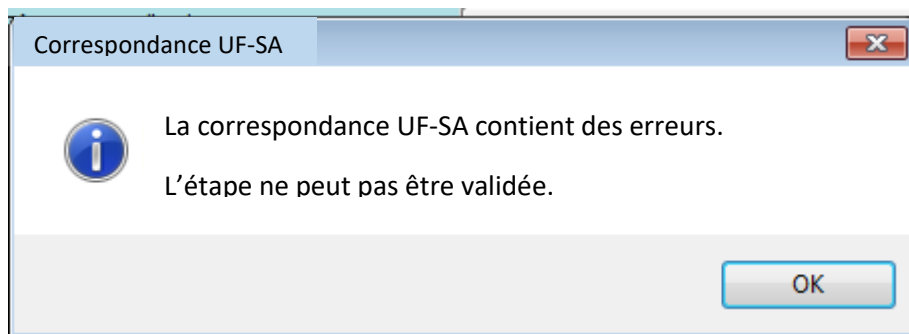 Correspondance UF-SA
La correspondance UF-SA contient des erreurs.
L’étape ne peut pas être validée.
OK